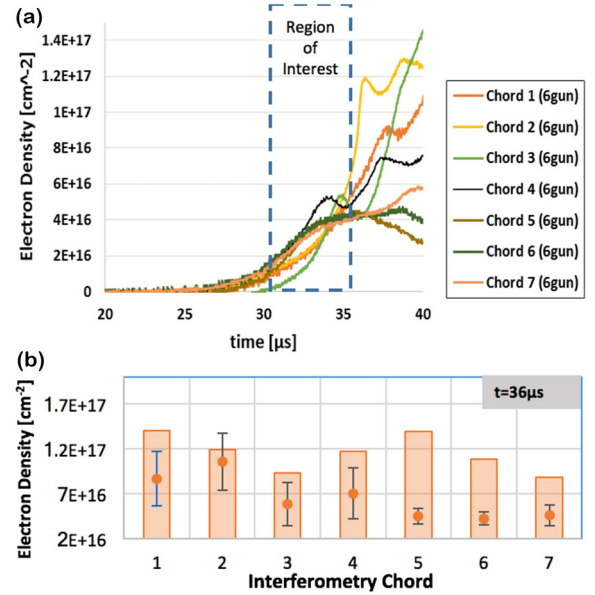 (a)
Region
of
Interest
Electron Density [cm^-2]
1.4E+17
1.2E+17
1E+17
8E+16
6E+16
4E+16
2E+16
0
20 25 30 35 40
time [µs]
Chord 1 (6gun)
Chord 2 (6gun)
Chord 3 (6gun)
Chord 4 (6gun)
Chord 5 (6gun)
Chord 6 (6gun)
Chord 7 (6gun)
(b)
t=36µs
Electron Density [cm-2]
1.7E+17
1.2E+17
7E+16
2E+16
1 2 3 4 5 6 7
Interferometry Chord